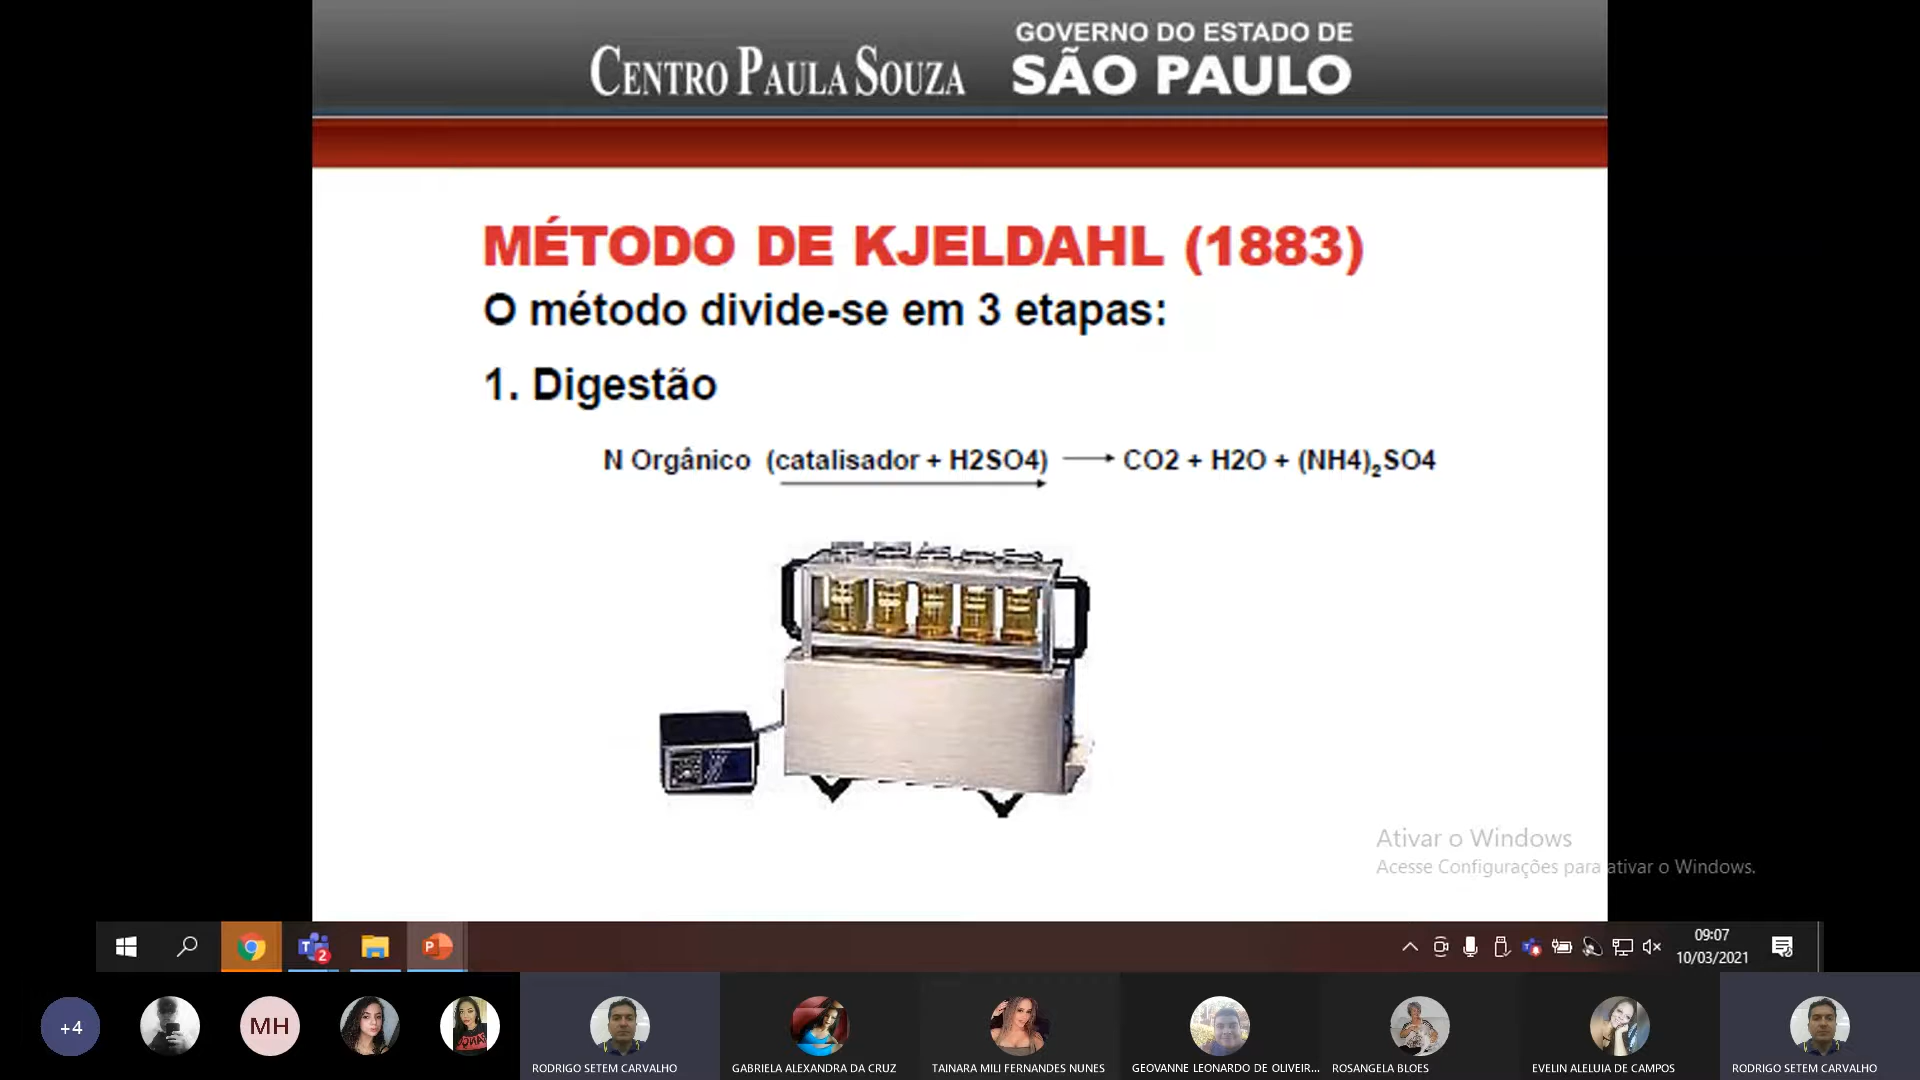 CENTRO PAULA SOUZA
GOVERNO DO ESTADO DE
SÃO PAULO
MÉTODO DE KJELDAHL (1883)
O método divide-se em 3 etapas:
1. Digestão
N Orgânico (catalisador + H2SO4) → CO2 + H2O + (NH4)₂SO4
Ativar o Windows
Acesse Configurações para ativar o Windows.
09:07
10/03/2021
+4
MH
RODRIGO SETEM CARVALHO
GABRIELA ALEXANDRA DA CRUZ
TAINARA MILI FERNANDES NUNES
GEOVANNE LEONARDO DE OLIVEIR...
ROSANGELA BLOES
EVELIN ALELUIA DE CAMPOS
RODRIGO SETEM CARVALHO